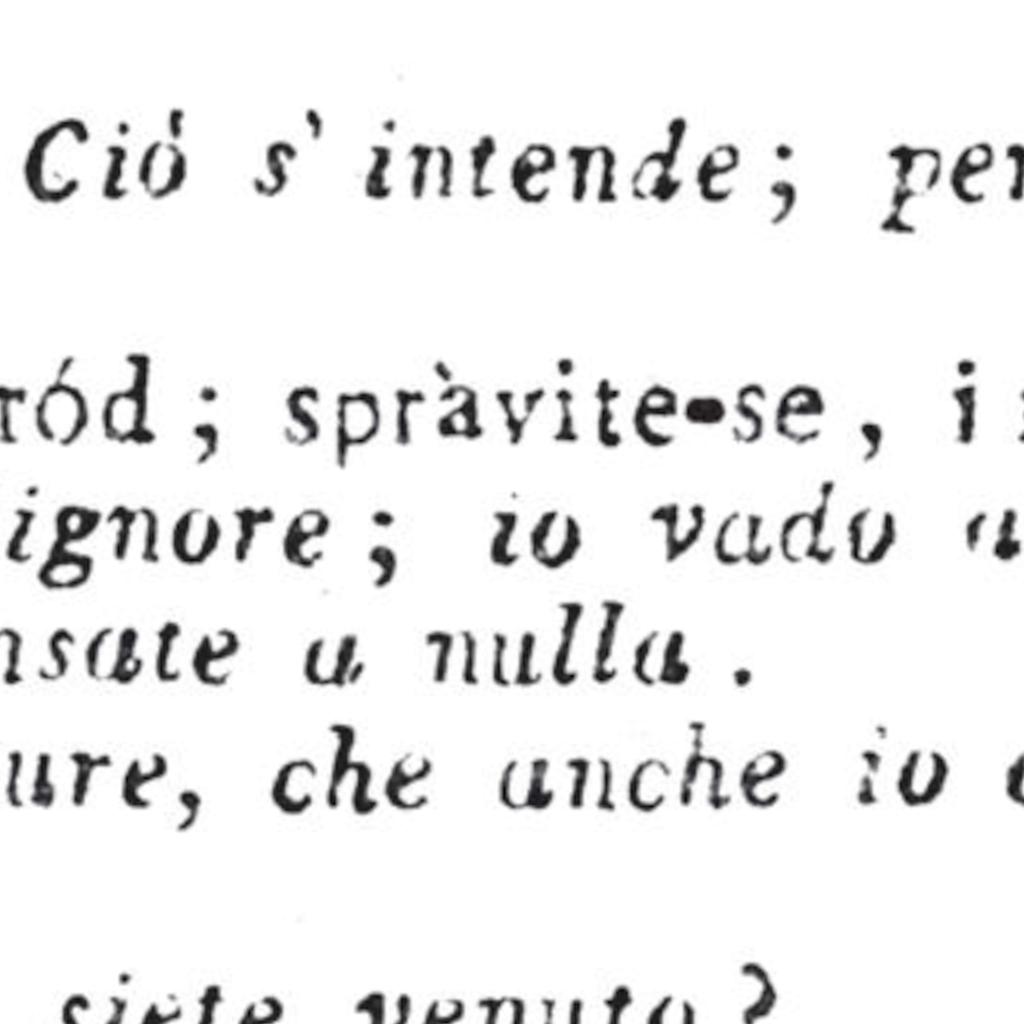 Ciò s' intende; per
ród; spràvite-se, i
ignore; io vado a
nsate a nulla.
ure, che anche io
siete venuto?